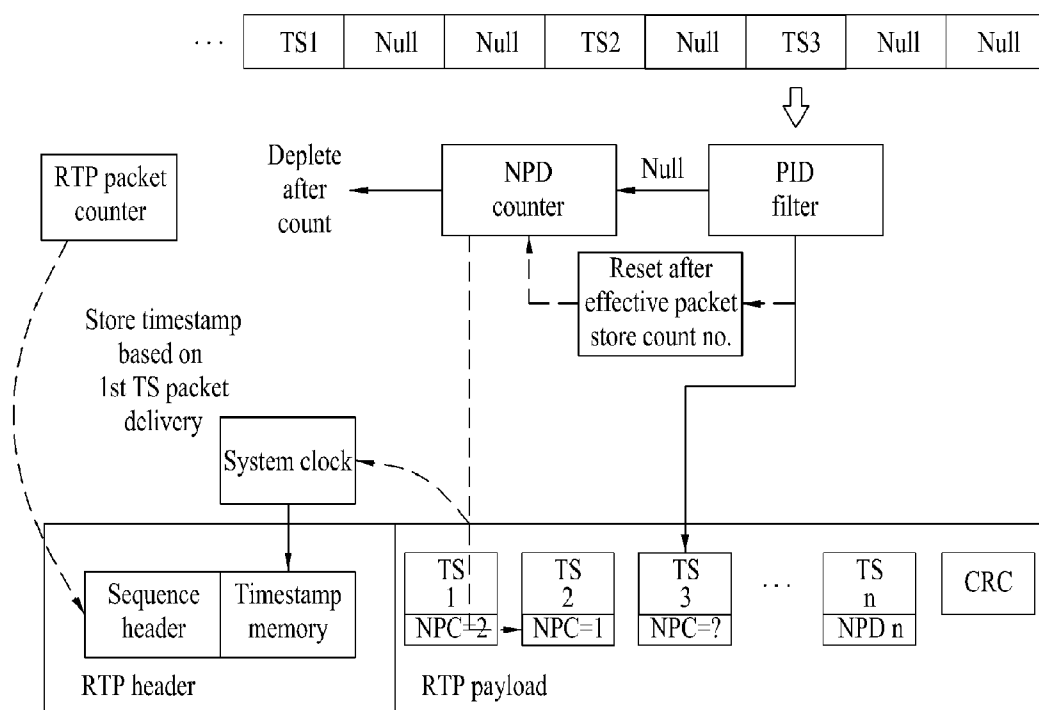 ... TS1 Null Null TS2 Null TS3 Null Null
RTP packet
counter
Deplete
after
count
NPD
counter
Null
PID
filter
Reset after
effective packet
store count no.
Store timestamp
based on
1st TS packet
delivery
System clock
Sequence
header
Timestamp
memory
RTP header
TS
1
NPC=2
TS
2
NPC=1
TS
3
NPC=?
...
TS
n
NPD n
CRC
RTP payload